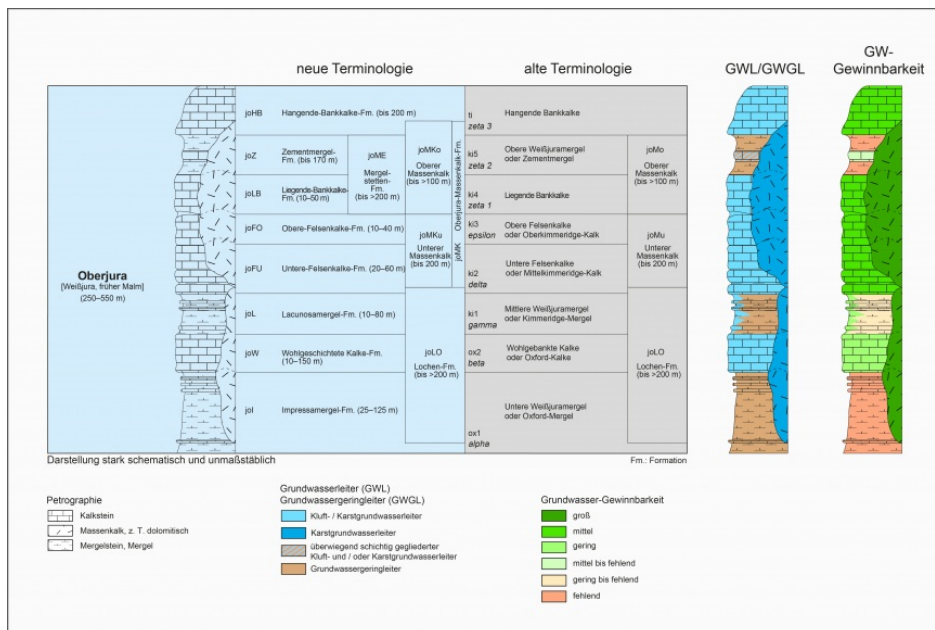 neue Terminologie
alte Terminologie
GWL/GWGL
GW-
Gewinnbarkeit
Oberjura
[Weißjura, früher Malm]
(250–550 m)
joHB
Hangende-Bankkalke-Fm. (bis 200 m)
joZ
Zementmergel-
Fm. (bis 170 m)
joLB
Liegende-Bankkalke-
Fm. (10–50 m)
joME
Mergel-
stetten-
Fm.
(bis >200 m)
joMKo
Oberer
Massenkalk
(bis >100 m)
Oberjura-Massenkalk-Fm.
joMK
joFO
Obere-Felsenkalke-Fm. (10–40 m)
joFU
Untere-Felsenkalke-Fm. (20–60 m)
joMKu
Unterer
Massenkalk
(bis 200 m)
joL
Lacunosamergel-Fm. (10–80 m)
joW
Wohlgeschichtete Kalke-Fm.
(10–150 m)
joLO
Lochen-Fm.
(bis >200 m)
joI
Impressamergel-Fm. (25–125 m)
ti
zeta 3
Hangende Bankkalke
ki5
zeta 2
Obere Weißjuramergel
oder Zementmergel
ki4
zeta 1
Liegende Bankkalke
joMo
Oberer
Massenkalk
(bis >100 m)
ki3
epsilon
Obere Felsenkalke
oder Oberkimmeridge-Kalk
ki2
delta
Untere Felsenkalke
oder Mittelkimmeridge-Kalk
joMu
Unterer
Massenkalk
(bis 200 m)
ki1
gamma
Mittlere Weißjuramergel
oder Kimmeridge-Mergel
ox2
beta
Wohlgebankte Kalke
oder Oxford-Kalke
joLO
Lochen-Fm.
(bis >200 m)
ox1
alpha
Untere Weißjuramergel
oder Oxford-Mergel
Darstellung stark schematisch und unmaßstäblich
Fm.: Formation
Petrographie
Kalkstein
Massenkalk, z. T. dolomitisch
Mergelstein, Mergel
Grundwasserleiter (GWL)
Grundwassergeringleiter (GWGL)
Kluft- / Karstgrundwasserleiter
Karstgrundwasserleiter
überwiegend schichtig gegliederter
Kluft- und / oder Karstgrundwasserleiter
Grundwassergeringleiter
Grundwasser-Gewinnbarkeit
groß
mittel
gering
mittel bis fehlend
gering bis fehlend
fehlend